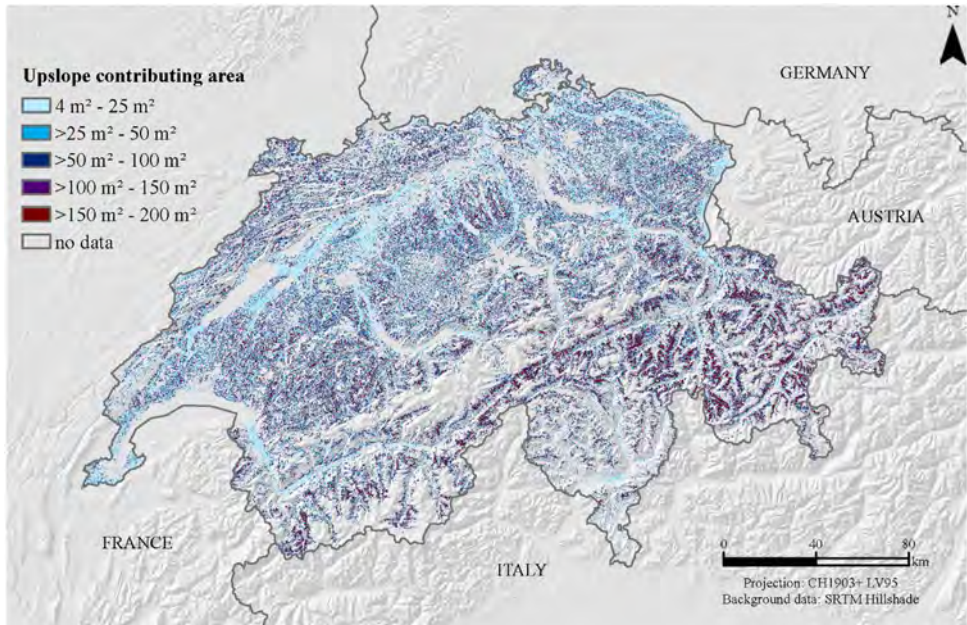 N
Upslope contributing area
4 m² - 25 m²
>25 m² - 50 m²
>50 m² - 100 m²
>100 m² - 150 m²
>150 m² - 200 m²
no data
GERMANY
AUSTRIA
FRANCE
ITALY
0 40 80
km
Projection: CH1903+ LV95
Background data: SRTM Hillshade